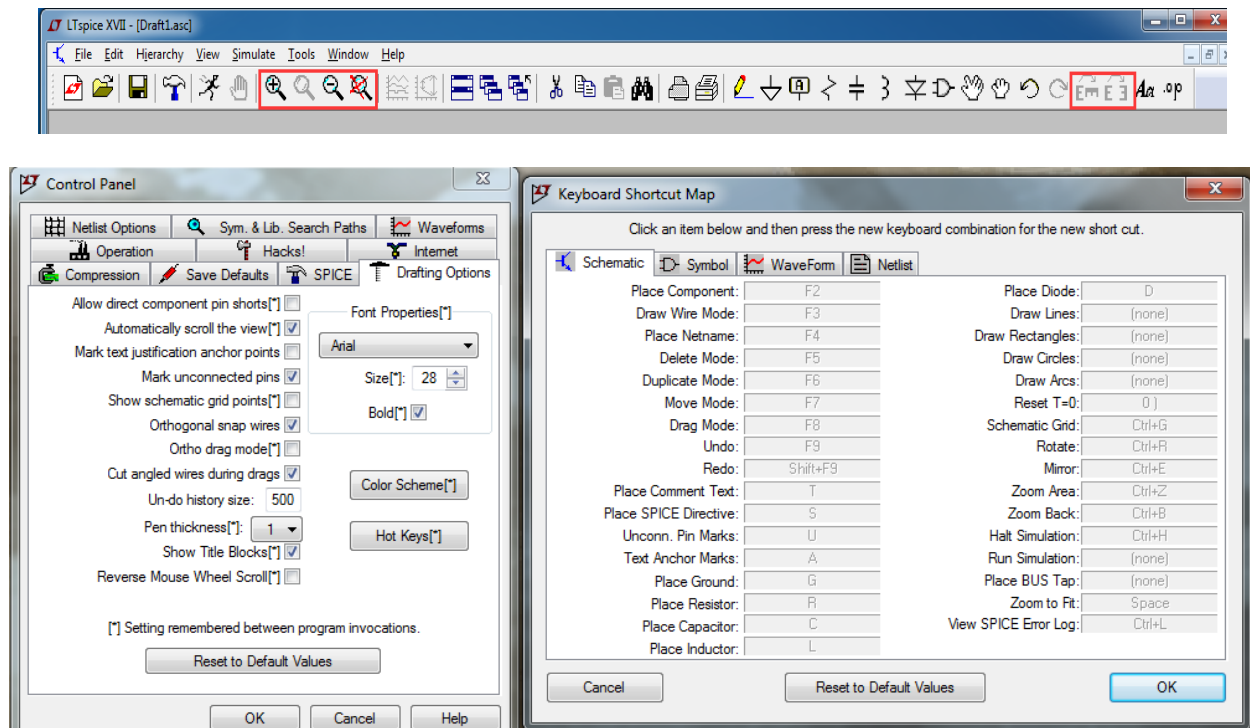 LTspice XVII - [Draft1.asc]
File Edit Hierarchy View Simulate Tools Window Help
Aa .op
Control Panel
Netlist Options Sym. & Lib. Search Paths Waveforms
Operation Hacks! Internet
Compression Save Defaults SPICE Drafting Options
Allow direct component pin shorts[*]
Automatically scroll the view[*]
Mark text justification anchor points
Mark unconnected pins
Show schematic grid points[*]
Orthogonal snap wires
Ortho drag mode[*]
Cut angled wires during drags
Un-do history size: 500
Pen thickness[*]: 1
Show Title Blocks[*]
Reverse Mouse Wheel Scroll[*]
Font Properties[*]
Arial
Size[*]: 28
Bold[*]
Color Scheme[*]
Hot Keys[*]
[*] Setting remembered between program invocations.
Reset to Default Values
OK Cancel Help
Keyboard Shortcut Map
Click an item below and then press the new keyboard combination for the new short cut.
Schematic Symbol WaveForm Netlist
Place Component: F2
Draw Wire Mode: F3
Place Netname: F4
Delete Mode: F5
Duplicate Mode: F6
Move Mode: F7
Drag Mode: F8
Undo: F9
Redo: Shift+F9
Place Comment Text: T
Place SPICE Directive: S
Unconn. Pin Marks: U
Text Anchor Marks: A
Place Ground: G
Place Resistor: R
Place Capacitor: C
Place Inductor: L
Place Diode: D
Draw Lines: (none)
Draw Rectangles: (none)
Draw Circles: (none)
Draw Arcs: (none)
Reset T=0: 0 )
Schematic Grid: Ctrl+G
Rotate: Ctrl+R
Mirror: Ctrl+E
Zoom Area: Ctrl+Z
Zoom Back: Ctrl+B
Halt Simulation: Ctrl+H
Run Simulation: (none)
Place BUS Tap: (none)
Zoom to Fit: Space
View SPICE Error Log: Ctrl+L
Cancel Reset to Default Values OK